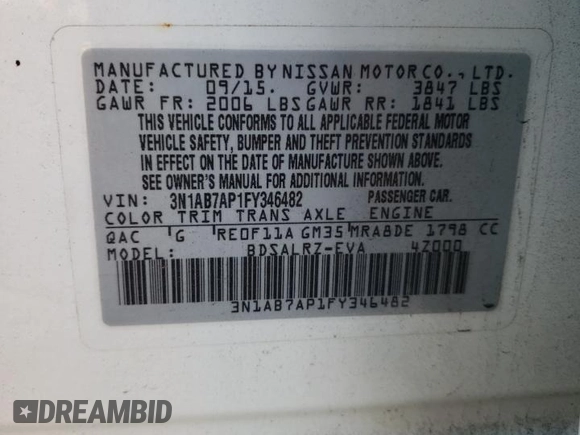 MANUFACTURED BY NISSAN MOTOR CO., LTD.
DATE: 09/15. GVWR: 3847 LBS
GAWR FR: 2006 LBS GAWR RR: 1841 LBS
THIS VEHICLE CONFORMS TO ALL APPLICABLE FEDERAL MOTOR
VEHICLE SAFETY, BUMPER AND THEFT PREVENTION STANDARDS
IN EFFECT ON THE DATE OF MANUFACTURE SHOWN ABOVE.
SEE OWNER'S MANUAL FOR ADDITIONAL INFORMATION.
VIN: 3N1AB7AP1FY346482 PASSENGER CAR.
COLOR TRIM TRANS AXLE ENGINE
QAC G RE0F11A GM35 MRA8DE 1798 CC
MODEL: BDSALRZ-EVA 4Z000
3N1AB7AP1FY346482
DREAMBID